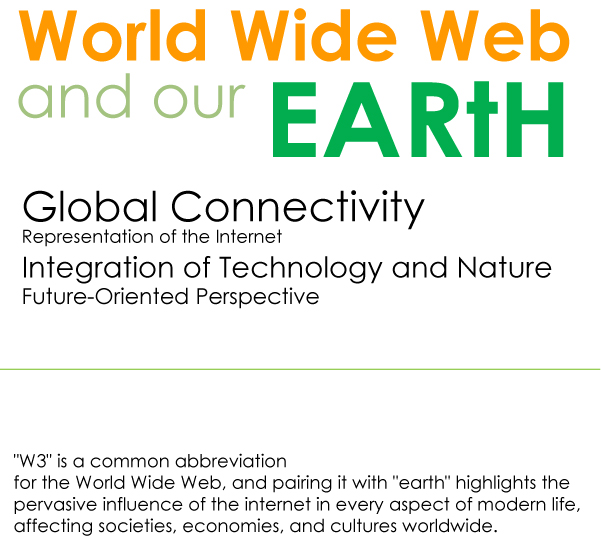 World Wide Web
and our EARtH
Global Connectivity
Representation of the Internet
Integration of Technology and Nature
Future-Oriented Perspective
"W3" is a common abbreviation
for the World Wide Web, and pairing it with "earth" highlights the
pervasive influence of the internet in every aspect of modern life,
affecting societies, economies, and cultures worldwide.